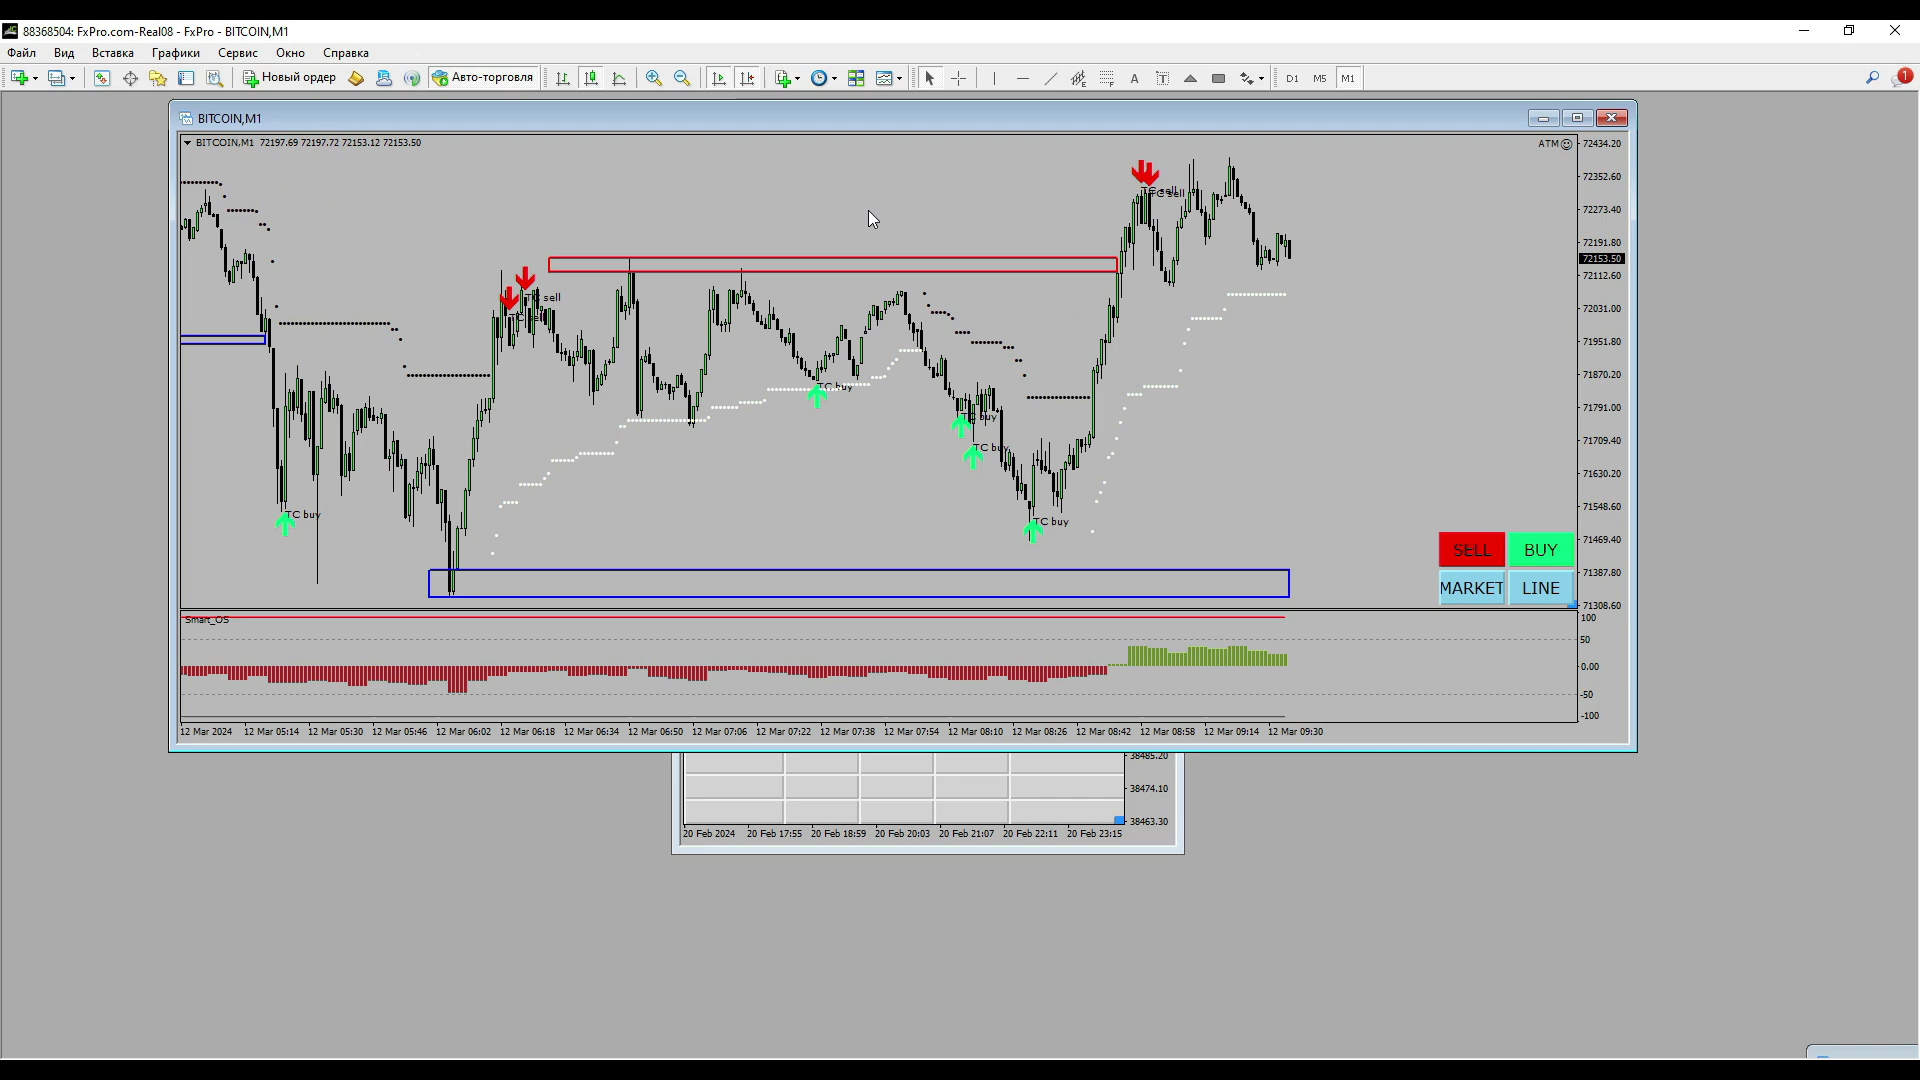 88368504: FxPro.com-Real08 - FxPro - BITCOIN,M1
Файл Вид Вставка Графики Сервис Окно Справка
Новый ордер Авто-торговля A T D1 M5 M1 1
BITCOIN,M1
BITCOIN,M1 72197.69 72197.72 72153.12 72153.50
ATM
72434.20
72352.60
72273.40
72191.80
72153.50
72112.60
72031.00
71951.80
71870.20
71791.00
71709.40
71630.20
71548.60
71469.40
71387.80
71308.60
TC sell
TC sell
TC sell
TC buy
TC buy
TC buy
TC buy
TC buy
SELL BUY
MARKET LINE
Smart_OS
100
50
0.00
-50
-100
12 Mar 2024 12 Mar 05:14 12 Mar 05:30 12 Mar 05:46 12 Mar 06:02 12 Mar 06:18 12 Mar 06:34 12 Mar 06:50 12 Mar 07:06 12 Mar 07:22 12 Mar 07:38 12 Mar 07:54 12 Mar 08:10 12 Mar 08:26 12 Mar 08:42 12 Mar 08:58 12 Mar 09:14 12 Mar 09:30
38485.20
38474.10
38463.30
20 Feb 2024 20 Feb 17:55 20 Feb 18:59 20 Feb 20:03 20 Feb 21:07 20 Feb 22:11 20 Feb 23:15